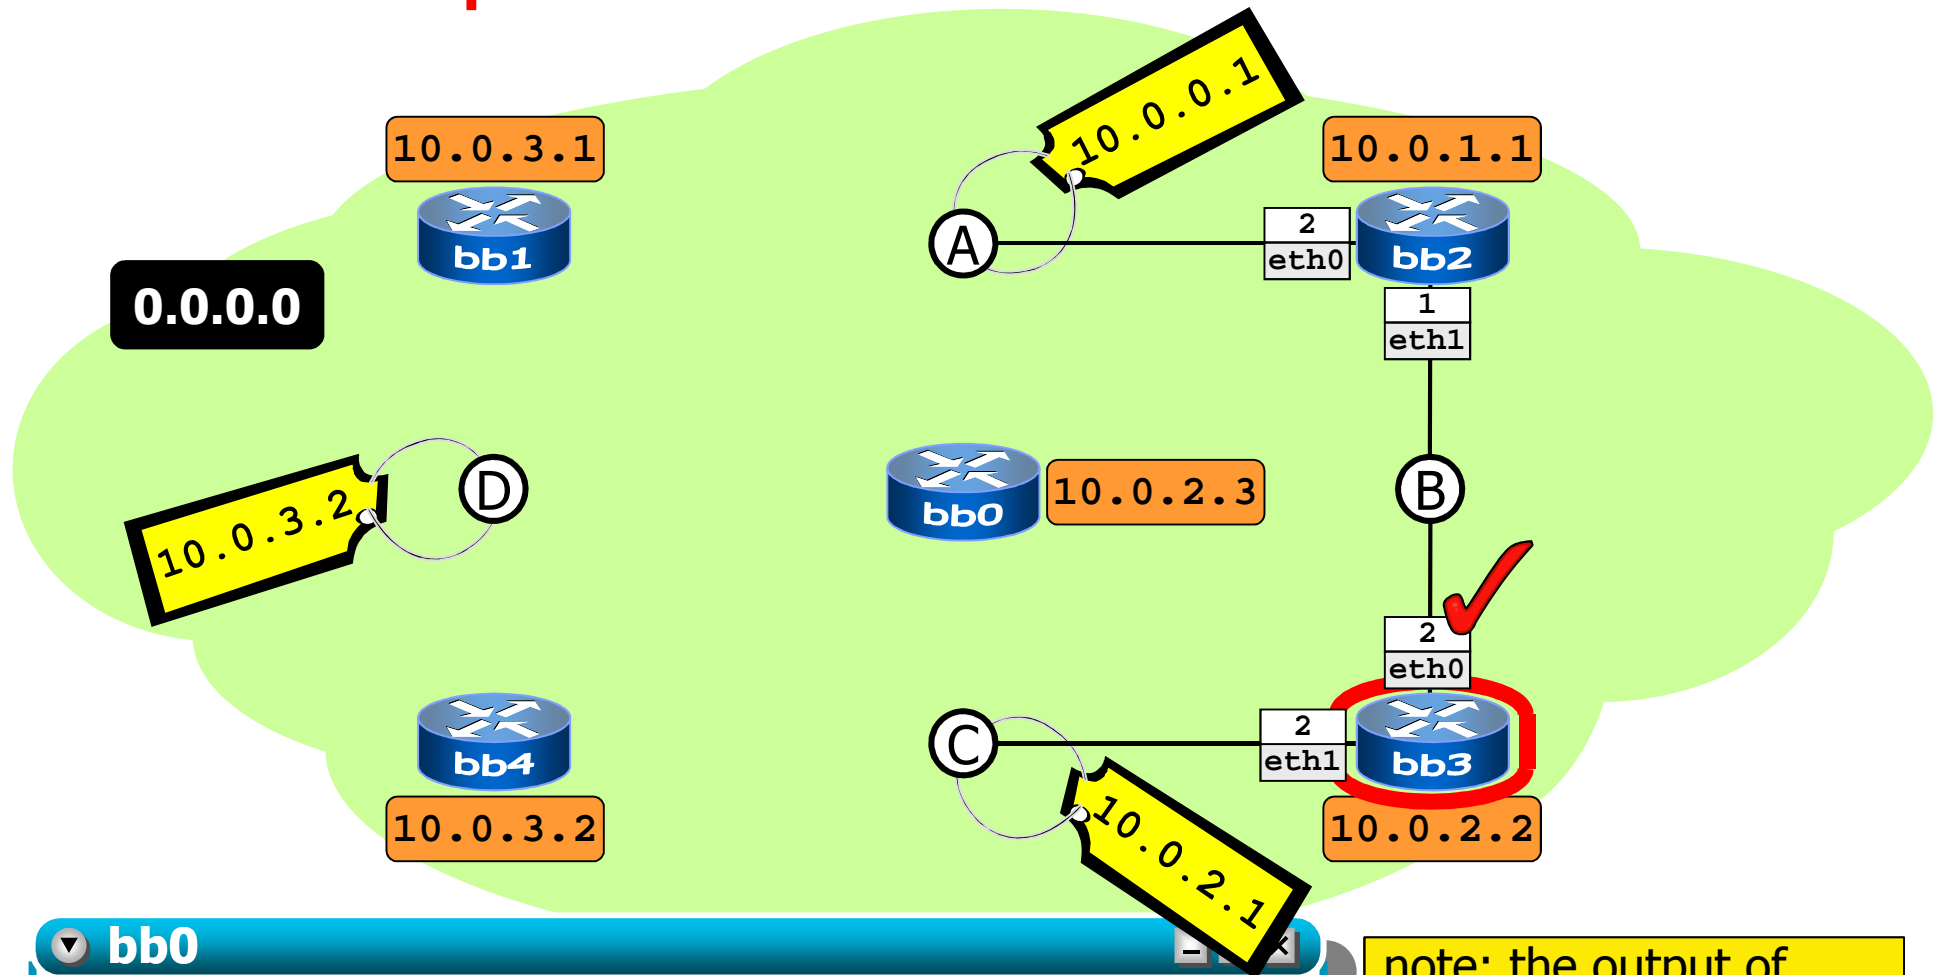 10.0.0.1
10.0.3.1
10.0.1.1
bb1
A
2
eth0
bb2
0.0.0.0
1
eth1
10.0.3.2
D
bb0
10.0.2.3
B
2
eth0
bb4
C
2
eth1
bb3
10.0.3.2
10.0.2.1
10.0.2.2
bb0
note: the output of